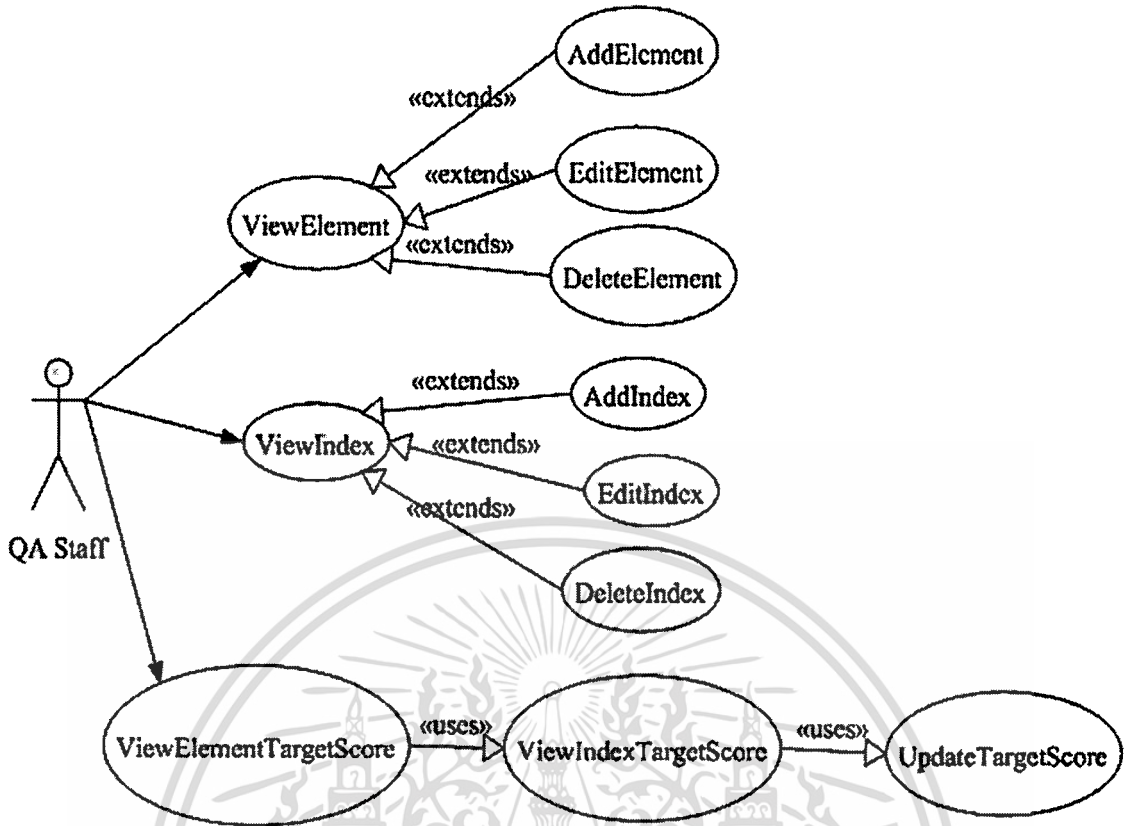 AddElement
«extends»
EditElement
«extends»
ViewElement
«extends»
DeleteElement
«extends»
AddIndex
ViewIndex
«extends»
EditIndex
«extends»
QA Staff
DeleteIndex
ViewElementTargetScore
«uses»
ViewIndexTargetScore
«uses»
UpdateTargetScore